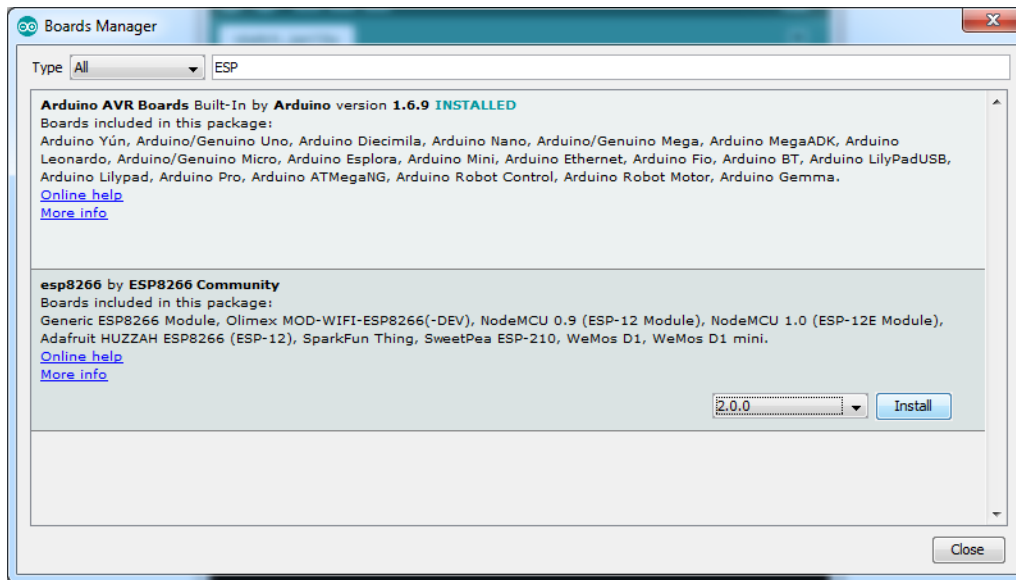 Boards Manager
Type All ESP
Arduino AVR Boards Built-In by Arduino version 1.6.9 INSTALLED
Boards included in this package:
Arduino Yún, Arduino/Genuino Uno, Arduino Diecimila, Arduino Nano, Arduino/Genuino Mega, Arduino MegaADK, Arduino
Leonardo, Arduino/Genuino Micro, Arduino Esplora, Arduino Mini, Arduino Ethernet, Arduino Fio, Arduino BT, Arduino LilyPadUSB,
Arduino Lilypad, Arduino Pro, Arduino ATMegaNG, Arduino Robot Control, Arduino Robot Motor, Arduino Gemma.
Online help
More info
esp8266 by ESP8266 Community
Boards included in this package:
Generic ESP8266 Module, Olimex MOD-WIFI-ESP8266(-DEV), NodeMCU 0.9 (ESP-12 Module), NodeMCU 1.0 (ESP-12E Module),
Adafruit HUZZAH ESP8266 (ESP-12), SparkFun Thing, SweetPea ESP-210, WeMos D1, WeMos D1 mini.
Online help
More info
2.0.0 Install
Close